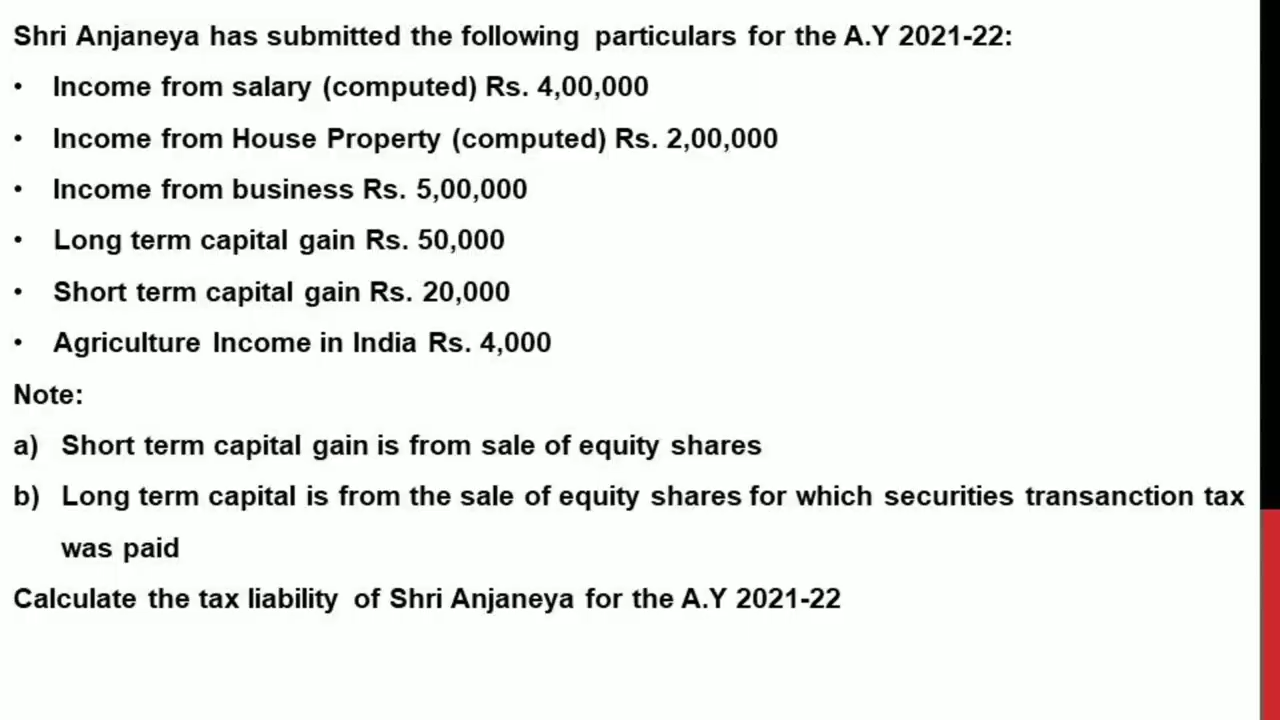 Shri Anjaneya has submitted the following particulars for the A.Y 2021-22:
• Income from salary (computed) Rs. 4,00,000
• Income from House Property (computed) Rs. 2,00,000
• Income from business Rs. 5,00,000
• Long term capital gain Rs. 50,000
• Short term capital gain Rs. 20,000
• Agriculture Income in India Rs. 4,000
Note:
a) Short term capital gain is from sale of equity shares
b) Long term capital is from the sale of equity shares for which securities transanction tax
was paid
Calculate the tax liability of Shri Anjaneya for the A.Y 2021-22